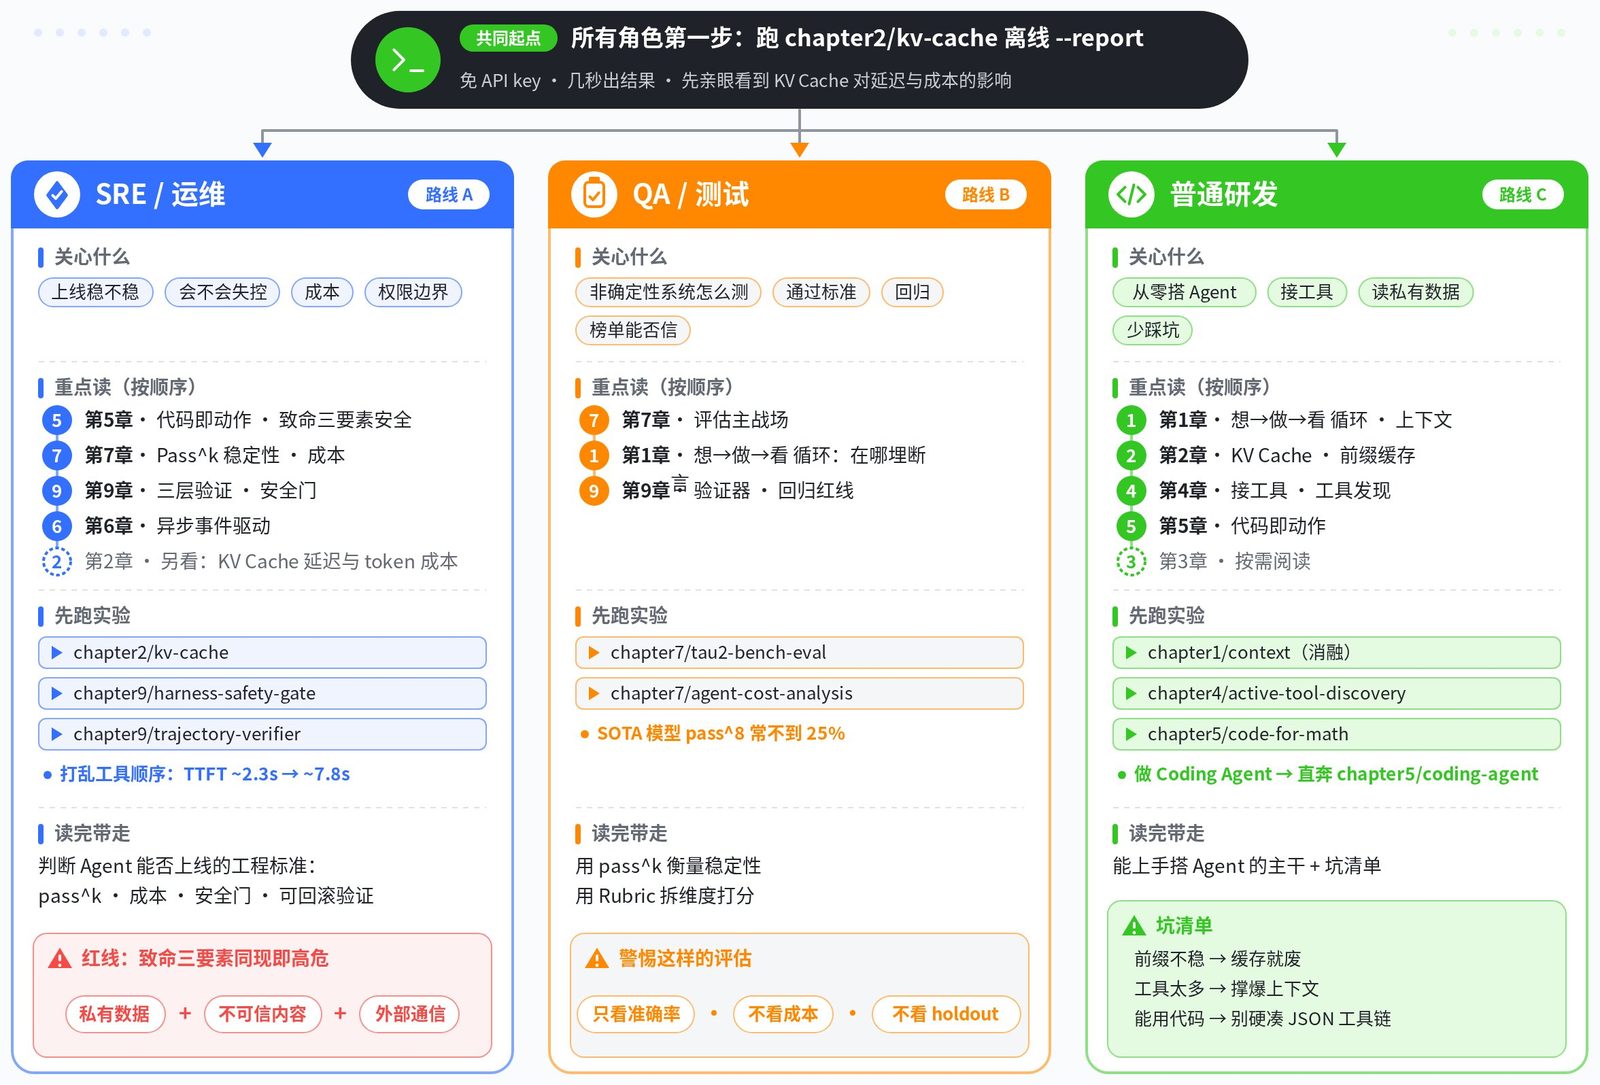 共同起点
所有角色第一步：跑 chapter2/kv-cache 离线 --report
免 API key · 几秒出结果 · 先亲眼看到 KV Cache 对延迟与成本的影响
SRE / 运维
路线 A
关心什么
上线稳不稳
会不会失控
成本
权限边界
重点读（按顺序）
5 第5章 · 代码即动作 · 致命三要素安全
7 第7章 · Pass^k 稳定性 · 成本
9 第9章 · 三层验证 · 安全门
6 第6章 · 异步事件驱动
2 第2章 · 另看：KV Cache 延迟与 token 成本
先跑实验
chapter2/kv-cache
chapter9/harness-safety-gate
chapter9/trajectory-verifier
打乱工具顺序：TTFT ~2.3s → ~7.8s
读完带走
判断 Agent 能否上线的工程标准：
pass^k · 成本 · 安全门 · 可回滚验证
红线：致命三要素同现即高危
私有数据 + 不可信内容 + 外部通信
QA / 测试
路线 B
关心什么
非确定性系统怎么测
通过标准
回归
榜单能否信
重点读（按顺序）
7 第7章 · 评估主战场
1 第1章 · 想→做→看 循环：在哪埋断
言
9 第9章 · 验证器 · 回归红线
先跑实验
chapter7/tau2-bench-eval
chapter7/agent-cost-analysis
SOTA 模型 pass^8 常不到 25%
读完带走
用 pass^k 衡量稳定性
用 Rubric 拆维度打分
警惕这样的评估
只看准确率 · 不看成本 · 不看 holdout
普通研发
路线 C
关心什么
从零搭 Agent
接工具
读私有数据
少踩坑
重点读（按顺序）
1 第1章 · 想→做→看 循环 · 上下文
2 第2章 · KV Cache · 前缀缓存
4 第4章 · 接工具 · 工具发现
5 第5章 · 代码即动作
3 第3章 · 按需阅读
先跑实验
chapter1/context（消融）
chapter4/active-tool-discovery
chapter5/code-for-math
做 Coding Agent → 直奔 chapter5/coding-agent
读完带走
能上手搭 Agent 的主干 + 坑清单
坑清单
前缀不稳 → 缓存就废
工具太多 → 撑爆上下文
能用代码 → 别硬凑 JSON 工具链